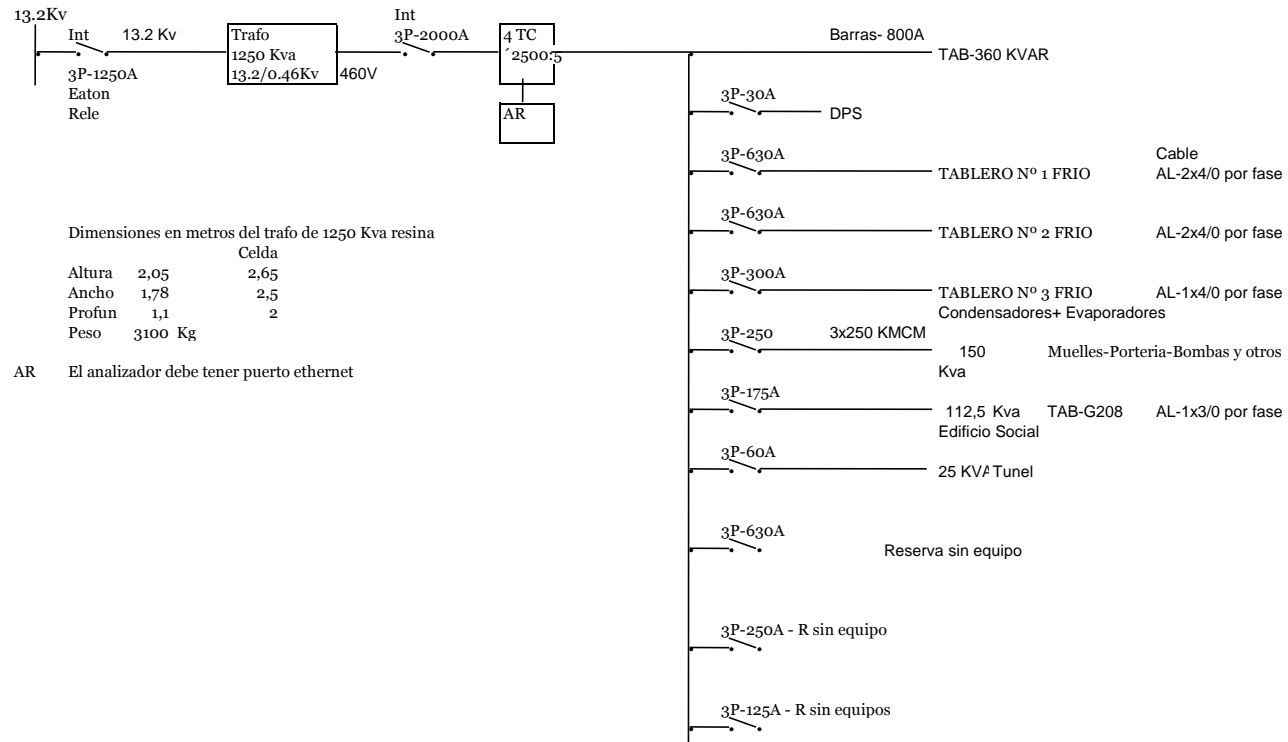 13.2Kv
Int 13.2 Kv
3P-1250A
Eaton
Rele
Trafo
1250 Kva
13.2/0.46Kv 460V
Int
3P-2000A
4 TC
´2500:5
AR
Barras- 800A
TAB-360 KVAR
3P-30A
DPS
3P-630A
TABLERO Nº 1 FRIO
Cable
AL-2x4/0 por fase
3P-630A
TABLERO Nº 2 FRIO AL-2x4/0 por fase
3P-300A
TABLERO Nº 3 FRIO AL-1x4/0 por fase
Condensadores+ Evaporadores
3P-250 3x250 KMCM
150 Muelles-Porteria-Bombas y otros
Kva
3P-175A
112,5 Kva TAB-G208 AL-1x3/0 por fase
Edificio Social
3P-60A
25 KVA Tunel
3P-630A
Reserva sin equipo
3P-250A - R sin equipo
3P-125A - R sin equipos
Dimensiones en metros del trafo de 1250 Kva resina
Celda
Altura 2,05 2,65
Ancho 1,78 2,5
Profun 1,1 2
Peso 3100 Kg
AR El analizador debe tener puerto ethernet